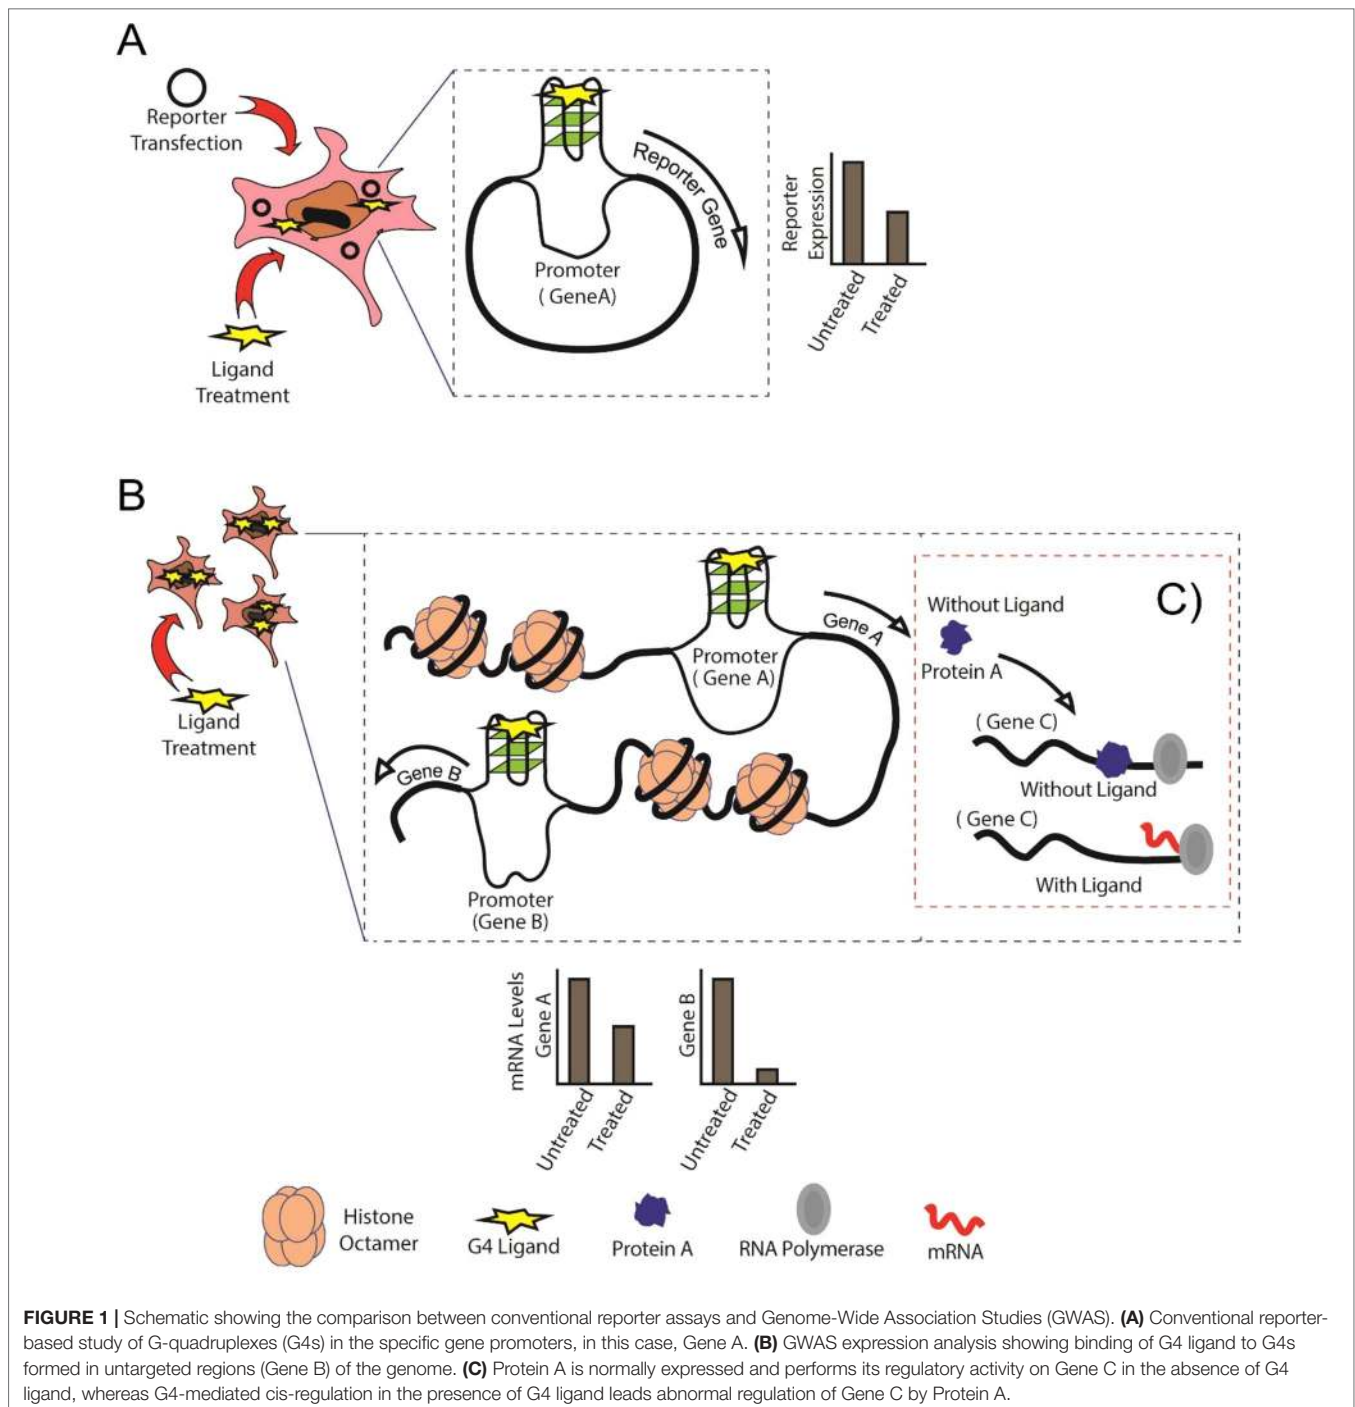 A
Reporter
Transfection
Ligand
Treatment
Reporter Gene
Promoter
( GeneA)
Reporter
Expression
Untreated
Treated
B
Ligand
Treatment
Promoter
( Gene A)
Gene A
Gene B
Promoter
(Gene B)
C)
Without Ligand
Protein A
( Gene C)
Without Ligand
( Gene C)
With Ligand
mRNA Levels
Gene A
Untreated
Treated
Gene B
Untreated
Treated
Histone
Octamer
G4 Ligand
Protein A
RNA Polymerase
mRNA
FIGURE 1 | Schematic showing the comparison between conventional reporter assays and Genome-Wide Association Studies (GWAS). (A) Conventional reporter-
based study of G-quadruplexes (G4s) in the specific gene promoters, in this case, Gene A. (B) GWAS expression analysis showing binding of G4 ligand to G4s
formed in untargeted regions (Gene B) of the genome. (C) Protein A is normally expressed and performs its regulatory activity on Gene C in the absence of G4
ligand, whereas G4-mediated cis-regulation in the presence of G4 ligand leads abnormal regulation of Gene C by Protein A.